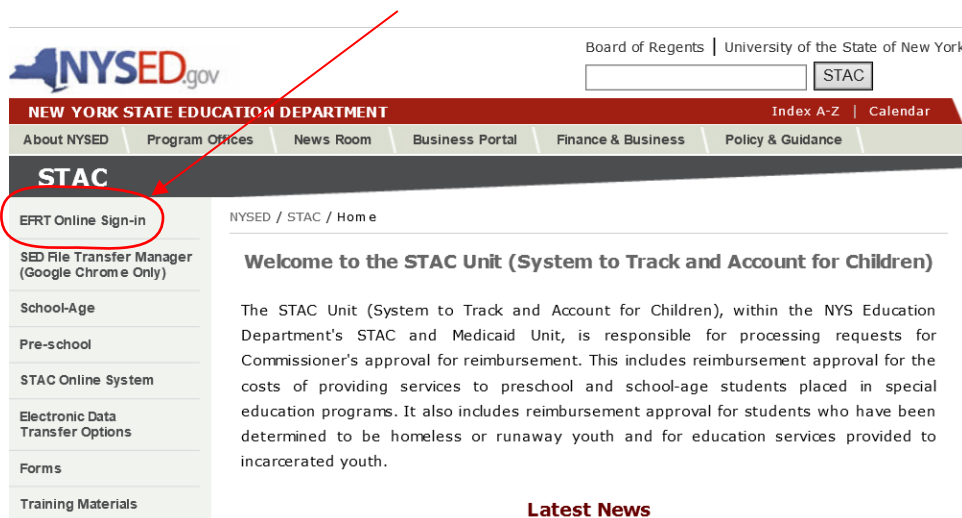 Board of Regents | University of the State of New York
NYSED.gov
STAC
NEW YORK STATE EDUCATION DEPARTMENT
Index A-Z | Calendar
About NYSED Program Offices News Room Business Portal Finance & Business Policy & Guidance
STAC
EFRT Online Sign-in
SED File Transfer Manager
(Google Chrome Only)
School-Age
Pre-school
STAC Online System
Electronic Data
Transfer Options
Forms
Training Materials
NYSED / STAC / Home
Welcome to the STAC Unit (System to Track and Account for Children)
The STAC Unit (System to Track and Account for Children), within the NYS Education
Department's STAC and Medicaid Unit, is responsible for processing requests for
Commissioner's approval for reimbursement. This includes reimbursement approval for the
costs of providing services to preschool and school-age students placed in special
education programs. It also includes reimbursement approval for students who have been
determined to be homeless or runaway youth and for education services provided to
incarcerated youth.
Latest News